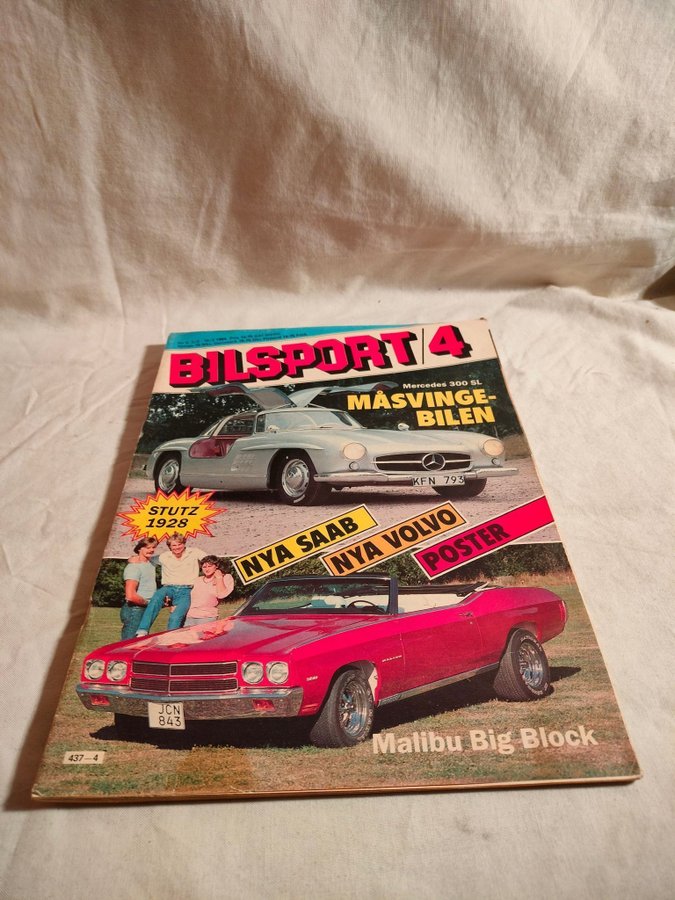 BILSPORT/4
Mercedes 300 SL
MÅSVINGE-
BILEN
KFN 793
STUTZ
1928
NYA SAAB
NYA VOLVO
POSTER
JCN
843
Malibu Big Block
437-4